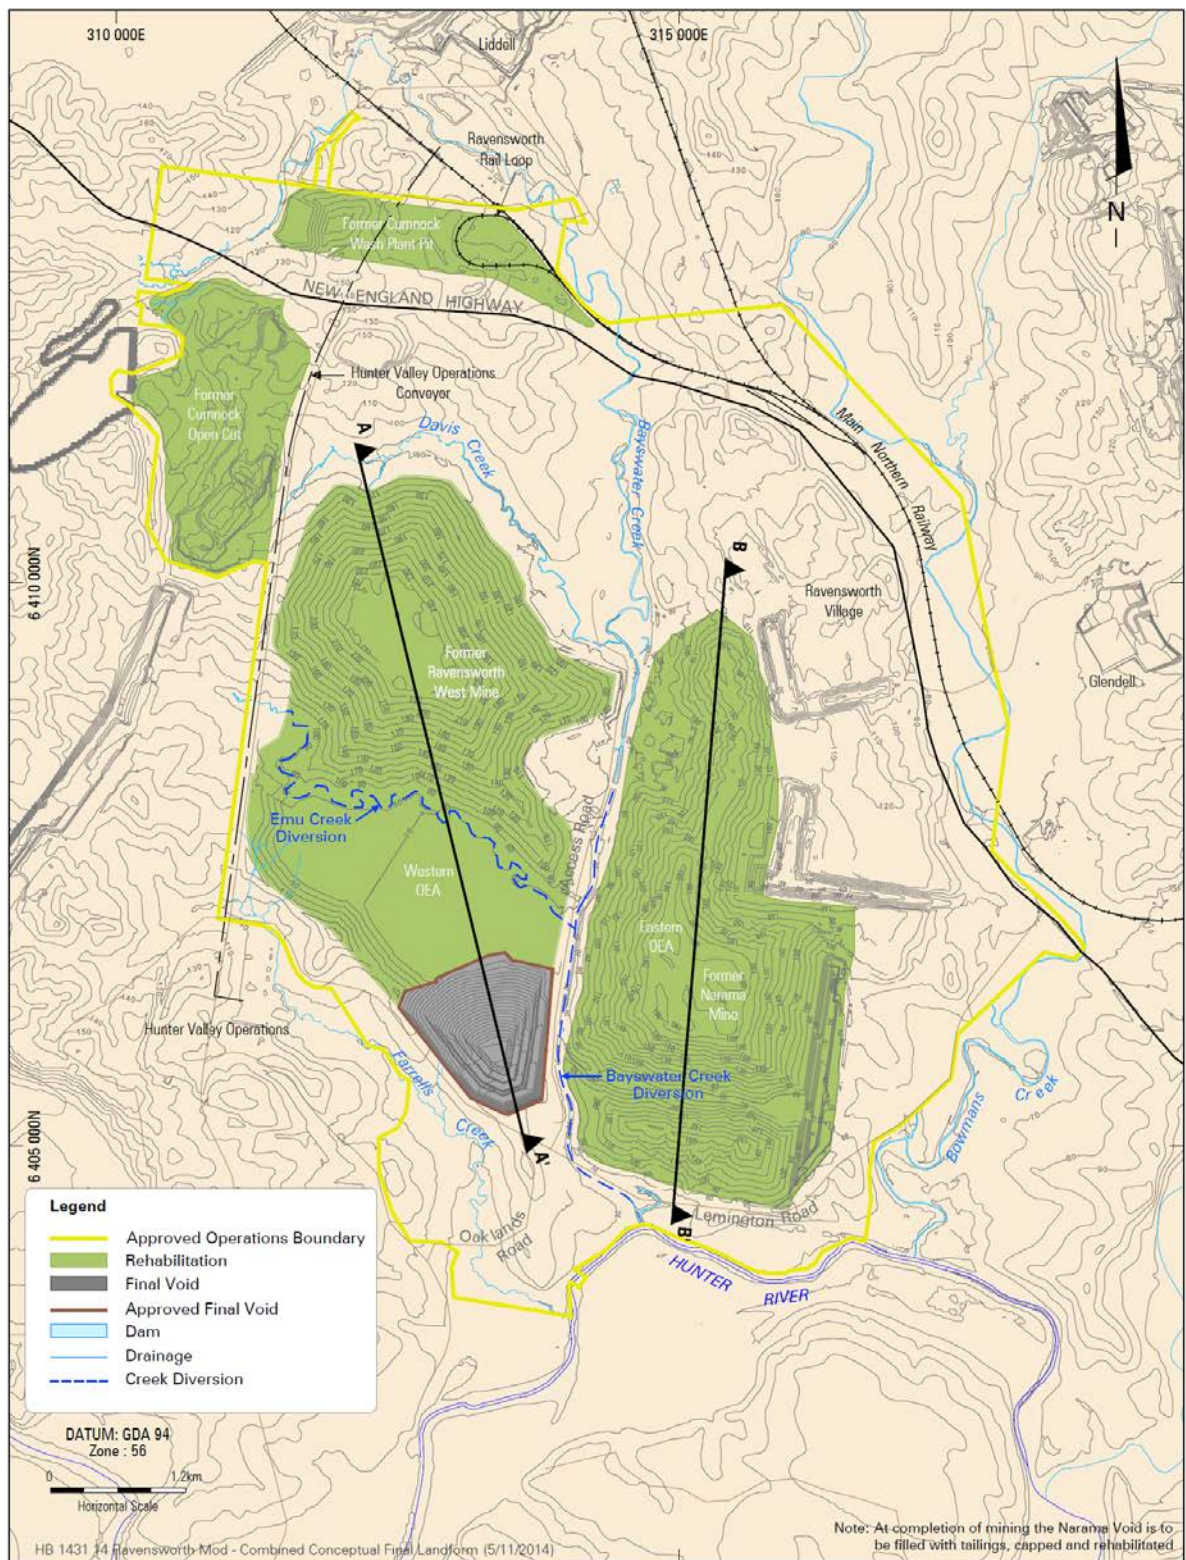 310 000E
315 000E
Liddell
Ravensworth
Rail Loop
N
Former Cumnock
Wash Plant Pit
NEW ENGLAND HIGHWAY
Hunter Valley Operations
Conveyor
Former
Cumnock
Open Cut
A
Davis Creek
Bayswater Creek
Main Northern Railway
B
6 410 000N
Ravensworth
Village
Glendell
Former
Ravensworth
West Mine
Emu Creek
Diversion
Access Road
Western
OEA
Eastern
OEA
Former
Narama
Mine
Hunter Valley Operations
Farrells
Creek
Bayswater Creek
Diversion
Bowmans
Creek
6 405 000N
A'
Oaklands
Road
Lemington Road
B'
HUNTER
RIVER
Legend
Approved Operations Boundary
Rehabilitation
Final Void
Approved Final Void
Dam
Drainage
Creek Diversion
DATUM: GDA 94
Zone : 56
0 1.2km
Horizontal Scale
Note: At completion of mining the Narama Void is to
be filled with tailings, capped and rehabilitated
HB 1431 14 Ravensworth Mod - Combined Conceptual Final Landform (5/11/2014)